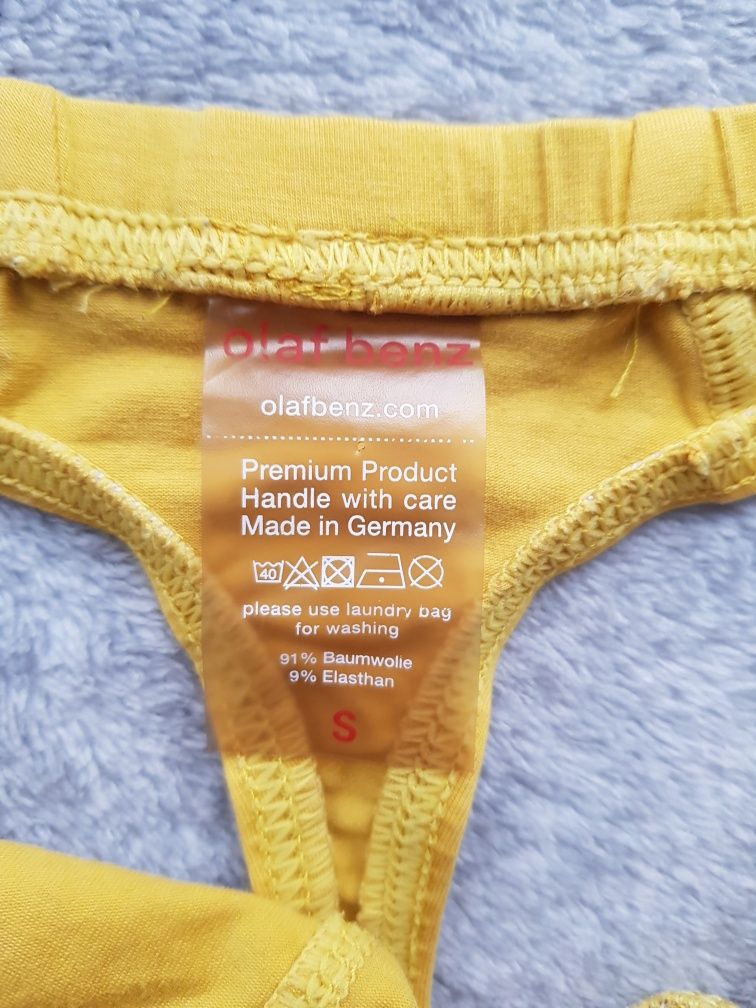 olaf benz
olafbenz.com
Premium Product
Handle with care
Made in Germany
40
please use laundry bag
for washing
91% Baumwolle
9% Elasthan
S